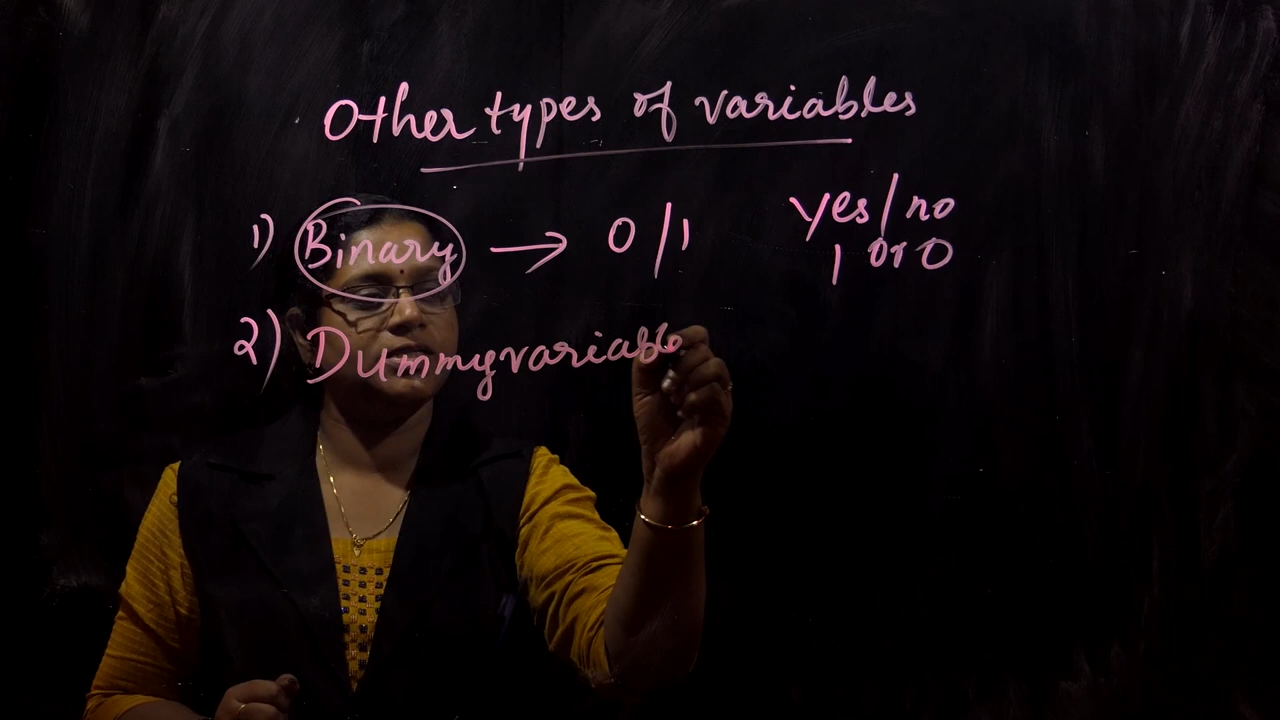 Other types of variables
1) Binary → 0/1 yes/no
1 or 0
2) Dummy variable